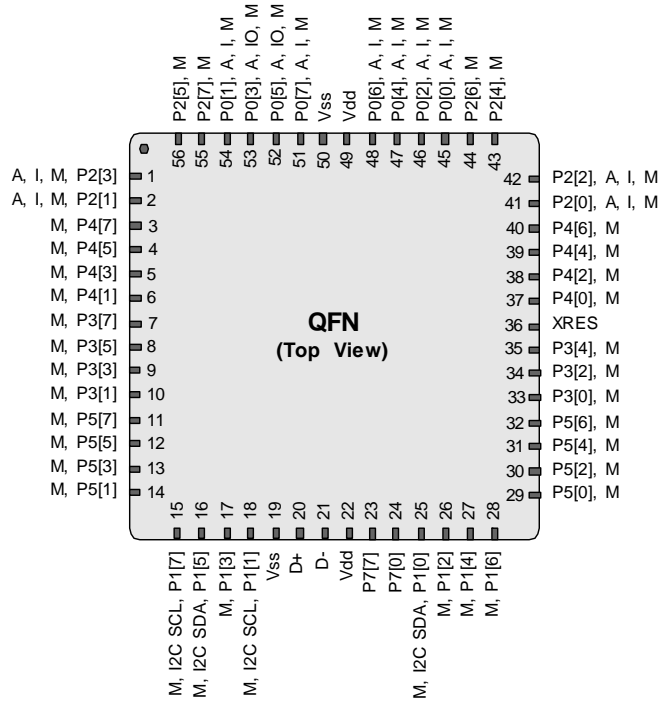 P2[5], M
P2[7], M
P0[1], A, I, M
P0[3], A, IO, M
P0[5], A, IO, M
P0[7], A, I, M
Vss
Vdd
P0[6], A, I, M
P0[4], A, I, M
P0[2], A, I, M
P0[0], A, I, M
P2[6], M
P2[4], M
56
55
54
53
52
51
50
49
48
47
46
45
44
43
A, I, M, P2[3] 1
A, I, M, P2[1] 2
M, P4[7] 3
M, P4[5] 4
M, P4[3] 5
M, P4[1] 6
M, P3[7] 7
M, P3[5] 8
M, P3[3] 9
M, P3[1] 10
M, P5[7] 11
M, P5[5] 12
M, P5[3] 13
M, P5[1] 14
QFN
(Top View)
42 P2[2], A, I, M
41 P2[0], A, I, M
40 P4[6], M
39 P4[4], M
38 P4[2], M
37 P4[0], M
36 XRES
35 P3[4], M
34 P3[2], M
33 P3[0], M
32 P5[6], M
31 P5[4], M
30 P5[2], M
29 P5[0], M
15
16
17
18
19
20
21
22
23
24
25
26
27
28
M, I2C SCL, P1[7]
M, I2C SDA, P1[5]
M, P1[3]
M, I2C SCL, P1[1]
Vss
D+
D-
Vdd
P7[7]
P7[0]
M, I2C SDA, P1[0]
M, P1[2]
M, P1[4]
M, P1[6]